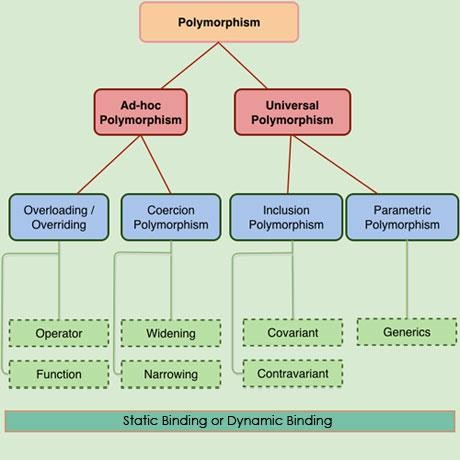 Polymorphism
Ad-hoc
Polymorphism
Universal
Polymorphism
Overloading /
Overriding
Coercion
Polymorphism
Inclusion
Polymorphism
Parametric
Polymorphism
Operator
Widening
Covariant
Generics
Function
Narrowing
Contravariant
Static Binding or Dynamic Binding